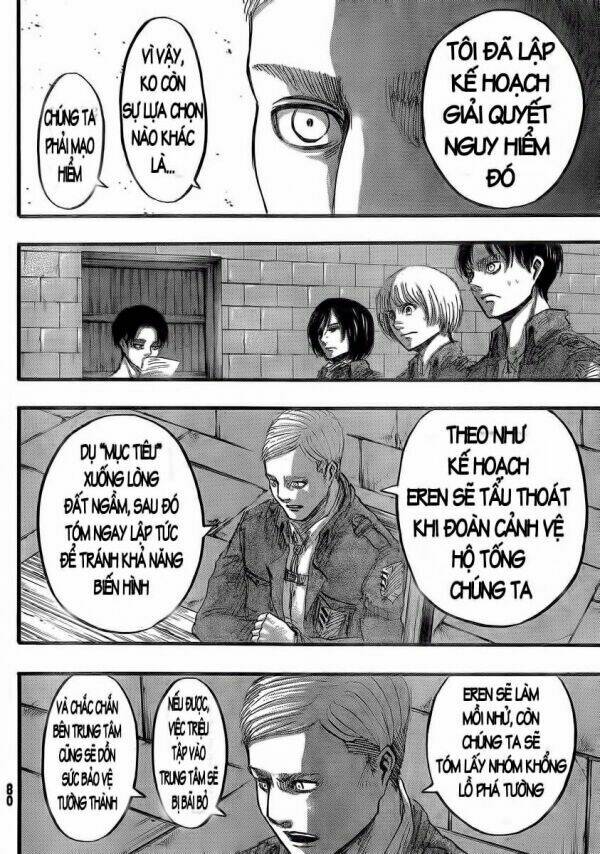 TÔI ĐÃ LẬP
KẾ HOẠCH
GIẢI QUYẾT
NGUY HIỂM
ĐÓ
VÌ VẬY,
KO CÒN
SỰ LỰA CHỌN
NÀO KHÁC
LÀ...
CHÚNG TA
PHẢI MẠO
HIỂM
THEO NHƯ
KẾ HOẠCH
EREN SẼ TẨU THOÁT
KHI ĐOÀN CẢNH VỆ
HỘ TỐNG
CHÚNG TA
DỤ "MỤC TIÊU"
XUỐNG LÒNG
ĐẤT NGẦM, SAU ĐÓ
TÓM NGAY LẬP TỨC
ĐỂ TRÁNH KHẢ NĂNG
BIẾN HÌNH
EREN SẼ LÀM
MỒI NHỬ, CÒN
CHÚNG TA SẼ
TÓM LẤY NHÓM KHỔNG
LỒ PHÁ TƯỜNG
NẾU ĐƯỢC,
VIỆC TRIỆU
TẬP VÀO
TRUNG TÂM SẼ
BỊ BÃI BỎ
VÀ CHẮC CHẮN
BÊN TRUNG TÂM
CŨNG SẼ DỒN
SỨC BẢO VỆ
TƯỜNG THÀNH
80